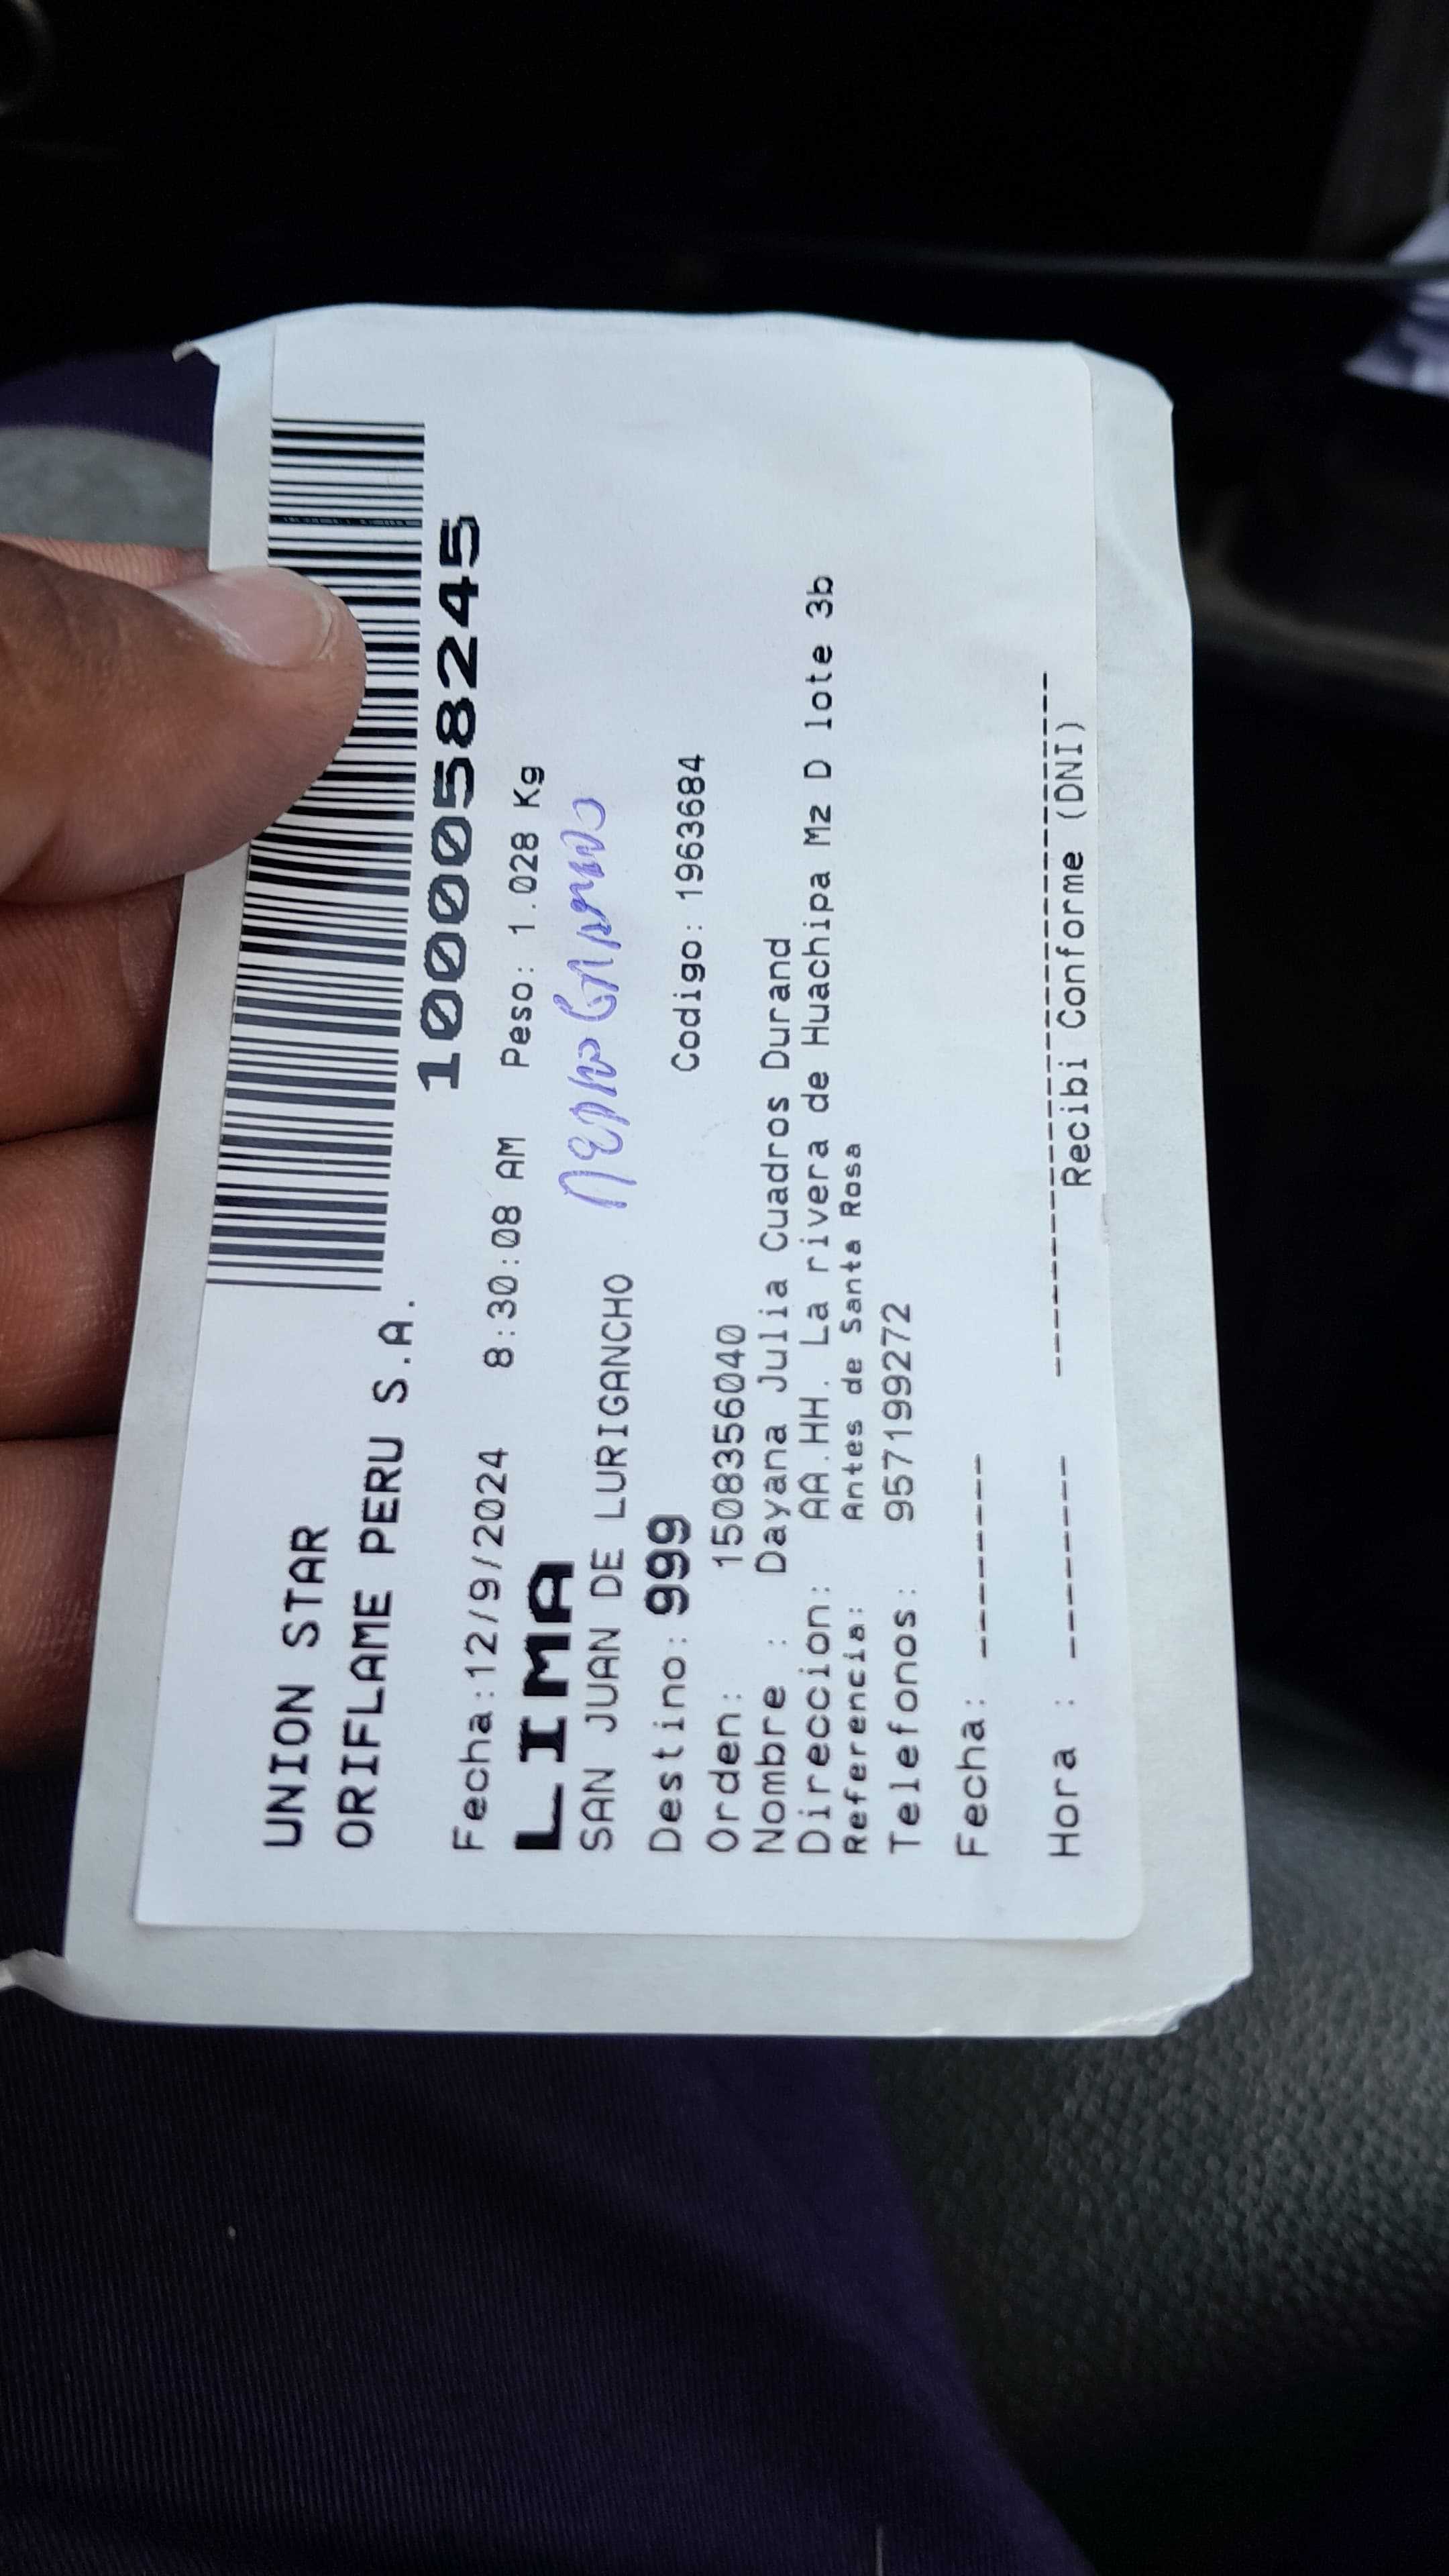 UNION STAR
ORIFLAME PERU S.A.
1000058245
Fecha:12/9/2024 8:30:08 AM Peso: 1.028 Kg
LIMA
SAN JUAN DE LURIGANCHO
Destino: 999 Codigo: 1963684
Orden: 1508356040
Nombre : Dayana Julia Cuadros Durand
Direccion: AA.HH. La rivera de Huachipa Mz D lote 3b
Referencia: Antes de Santa Rosa
Telefonos: 957199272
Fecha: --------
Hora : --------
Recibi Conforme (DNI)